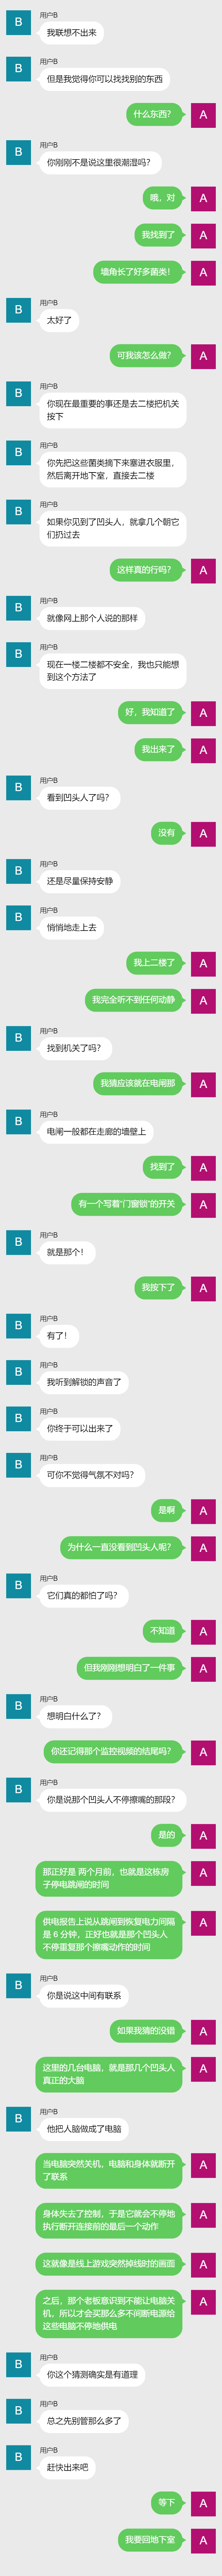 B
用户B
我联想不出来
B
用户B
但是我觉得你可以找找别的东西
什么东西?
A
B
用户B
你刚刚不是说这里很潮湿吗?
哦，对
A
我找到了
A
墙角长了好多菌类!
A
B
用户B
太好了
可我该怎么做?
A
B
用户B
你现在最重要的事还是去二楼把机关
按下
B
用户B
你先把这些菌类摘下来塞进衣服里，
然后离开地下室，直接去二楼
B
用户B
如果你见到了凹头人，就拿几个朝它
们扔过去
这样真的行吗?
A
B
用户B
就像网上那个人说的那样
B
用户B
现在一楼二楼都不安全，我也只能想
到这个方法了
好，我知道了
A
我出来了
A
B
用户B
看到凹头人了吗?
没有
A
B
用户B
还是尽量保持安静
B
用户B
悄悄地走上去
我上二楼了
A
我完全听不到任何动静
A
B
用户B
找到机关了吗?
我猜应该就在电闸那
A
B
用户B
电闸一般都在走廊的墙壁上
找到了
A
有一个写着“门窗锁”的开关
A
B
用户B
就是那个!
我按下了
A
B
用户B
有了!
B
用户B
我听到解锁的声音了
B
用户B
你终于可以出来了
B
用户B
可你不觉得气氛不对吗?
是啊
A
为什么一直没看到凹头人呢?
A
B
用户B
它们真的都怕了吗?
不知道
A
但我刚刚想明白了一件事
A
B
用户B
想明白什么了?
你还记得那个监控视频的结尾吗?
A
B
用户B
你是说那个凹头人不停擦嘴的那段?
是的
A
那正好是 两个月前，也就是这栋房
子停电跳闸的时间
A
供电报告上说从跳闸到恢复电力间隔
是 6 分钟，正好也就是那个凹头人
不停重复那个擦嘴动作的时间
A
B
用户B
你是说这中间有联系
如果我猜的没错
A
这里的几台电脑，就是那几个凹头人
真正的大脑
A
B
用户B
他把人脑做成了电脑
当电脑突然关机，电脑和身体就断开
了联系
A
身体失去了控制，于是它就会不停地
执行断开连接前的最后一个动作
A
这就像是线上游戏突然掉线时的画面
A
之后，那个老板意识到不能让电脑关
机，所以才会买那么多不间断电源给
这些电脑不停地供电
A
B
用户B
你这个猜测确实是有道理
B
用户B
总之先别管那么多了
B
用户B
赶快出来吧
等下
A
我要回地下室
A